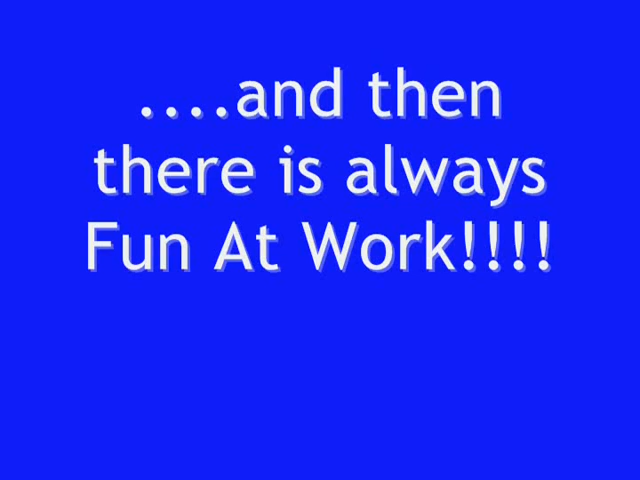 ....and then
there is always
Fun At Work!!!!